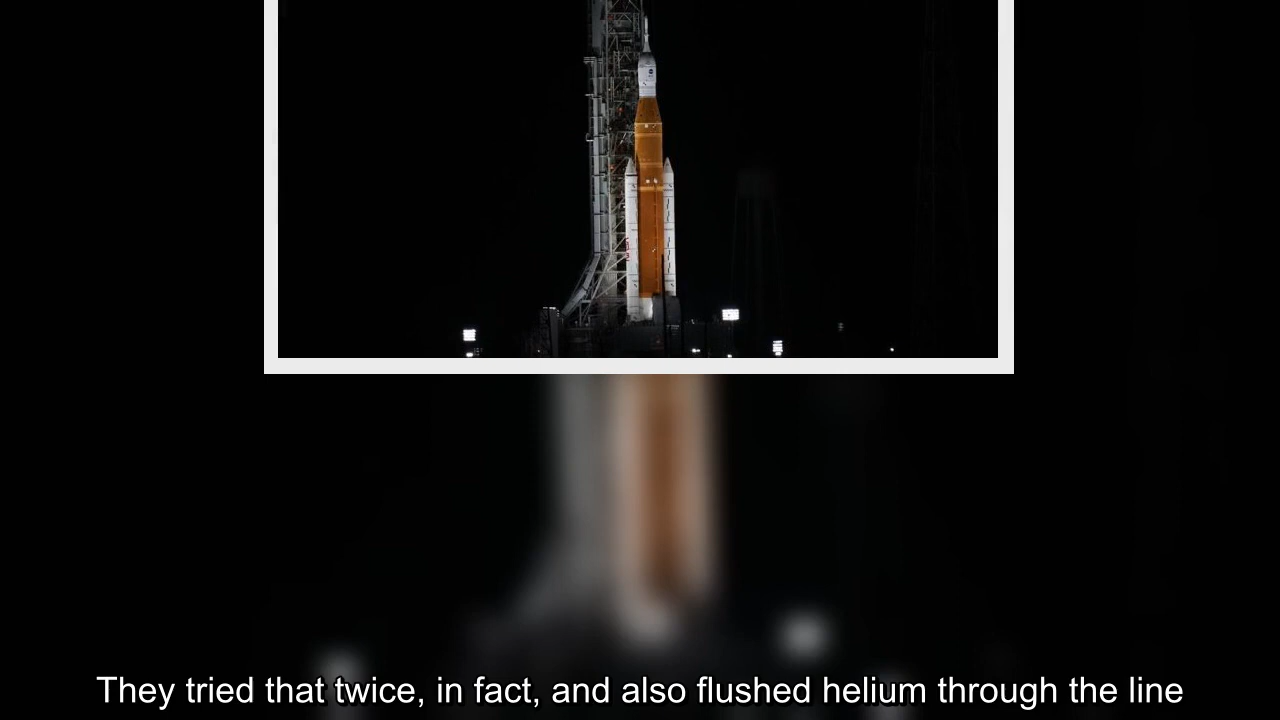 They tried that twice, in fact, and also flushed helium through the line